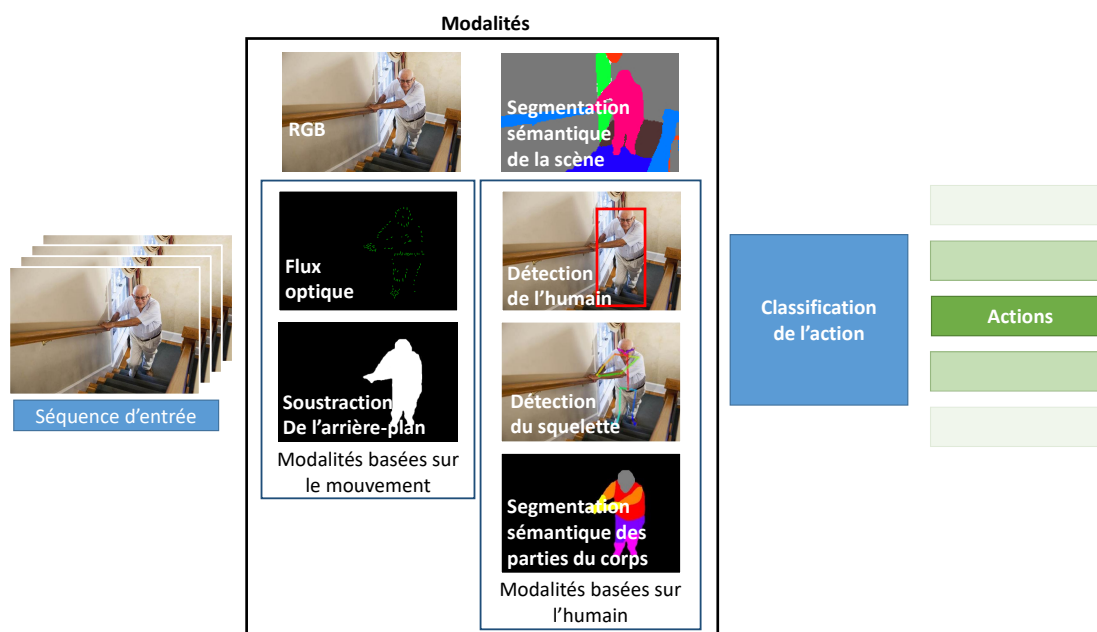 Modalités
RGB
Segmentation
sémantique
de la scène
Flux
optique
Détection
de l'humain
Soustraction
De l'arrière-plan
Détection
du squelette
Modalités basées sur
le mouvement
Segmentation
sémantique des
parties du corps
Modalités basées sur
l'humain
Séquence d'entrée
Classification
de l'action
Actions